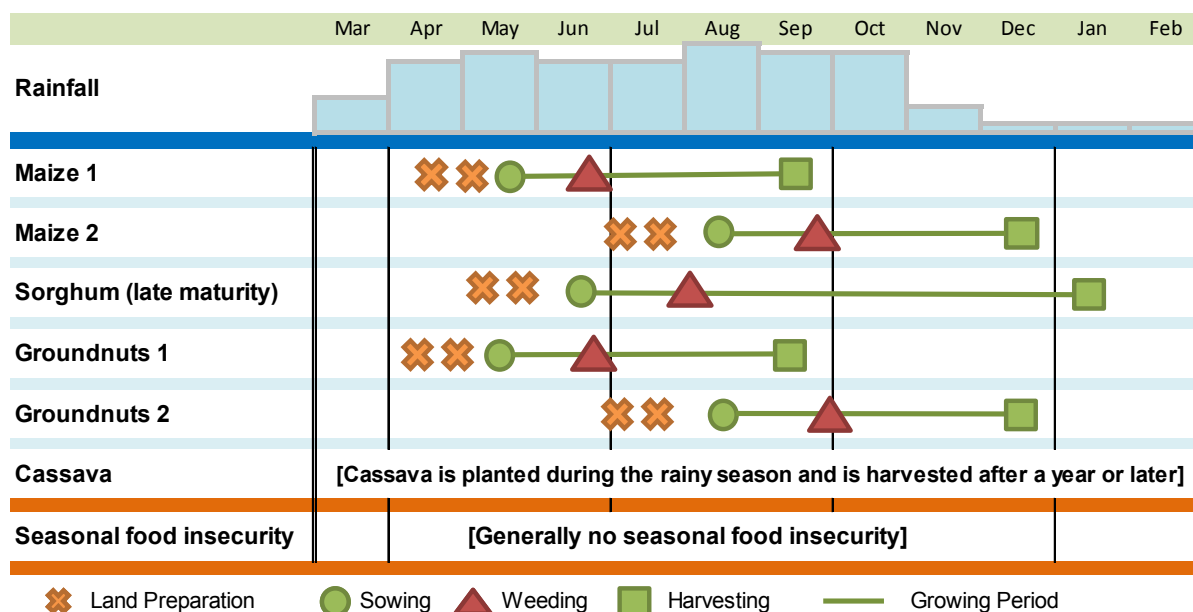 Mar Apr May Jun Jul Aug Sep Oct Nov Dec Jan Feb
Rainfall
Maize 1
Maize 2
Sorghum (late maturity)
Groundnuts 1
Groundnuts 2
Cassava [Cassava is planted during the rainy season and is harvested after a year or later]
Seasonal food insecurity [Generally no seasonal food insecurity]
Land Preparation Sowing Weeding Harvesting Growing Period